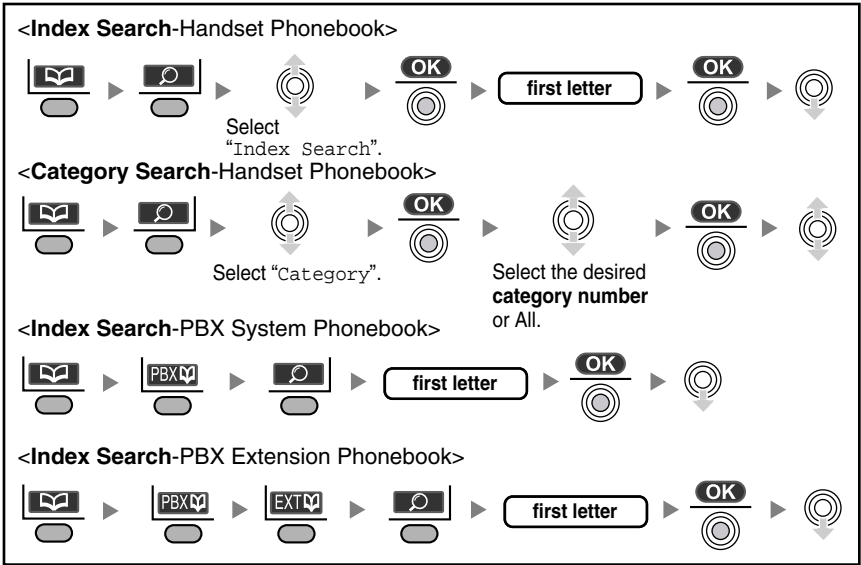 <Index Search-Handset Phonebook>
OK first letter OK
Select
“Index Search”.
<Category Search-Handset Phonebook>
OK OK
Select “Category”.
Select the desired
category number
or All.
<Index Search-PBX System Phonebook>
PBX first letter OK
<Index Search-PBX Extension Phonebook>
PBX EXT first letter OK